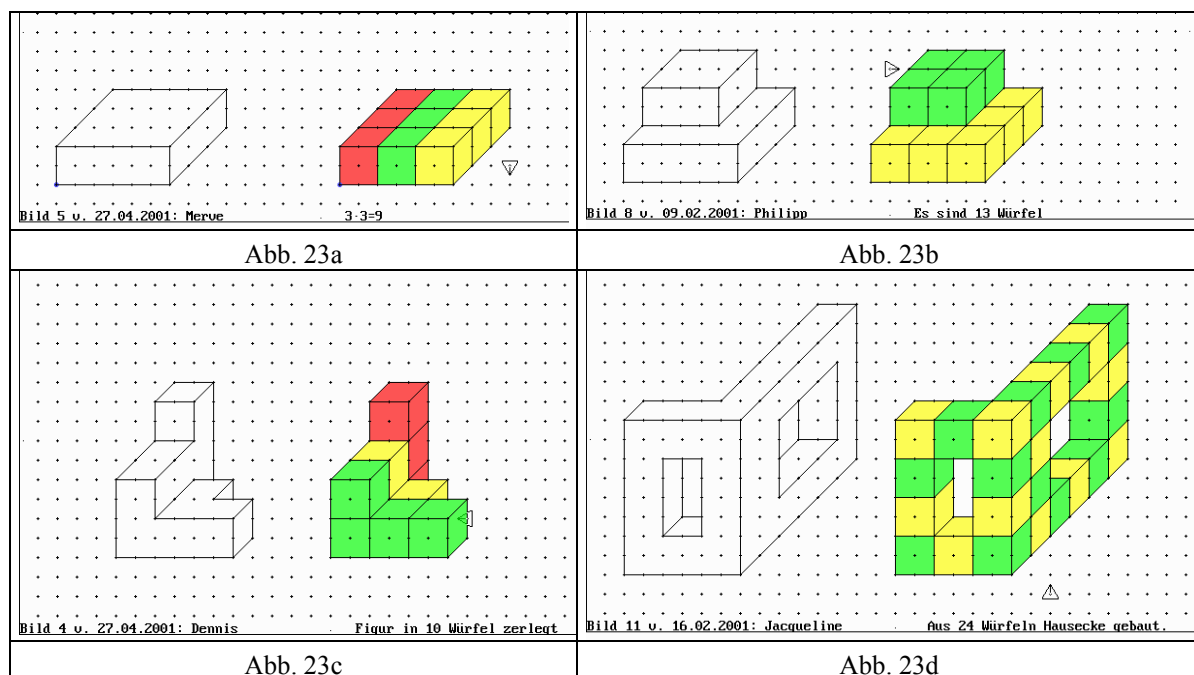 Bild 5 v. 27.04.2001: Merve 3·3=9
Bild 8 v. 09.02.2001: Philipp Es sind 13 Würfel
Abb. 23a
Abb. 23b
Bild 4 v. 27.04.2001: Dennis Figur in 10 Würfel zerlegt
Bild 11 v. 16.02.2001: Jacqueline Aus 24 Würfeln Hausecke gebaut.
Abb. 23c
Abb. 23d